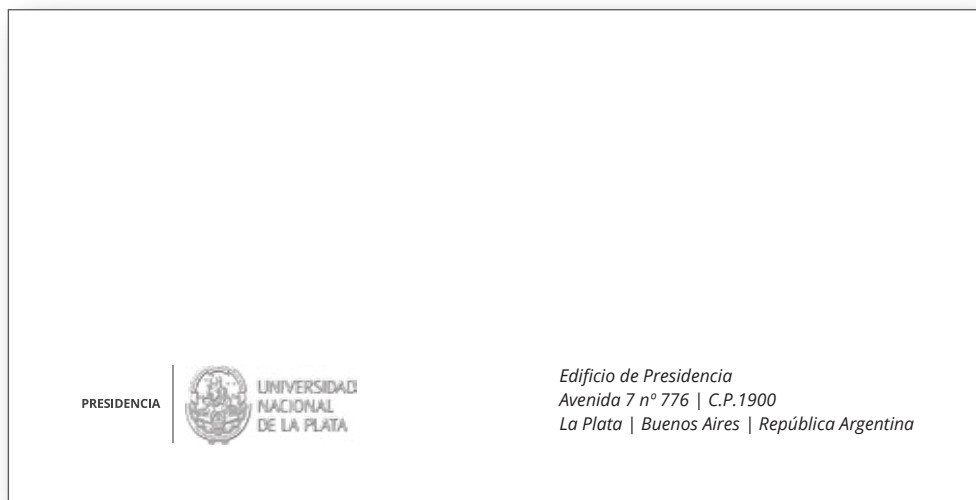 PRESIDENCIA
UNIVERSIDAD
NACIONAL
DE LA PLATA
Edificio de Presidencia
Avenida 7 nº 776 | C.P.1900
La Plata | Buenos Aires | República Argentina